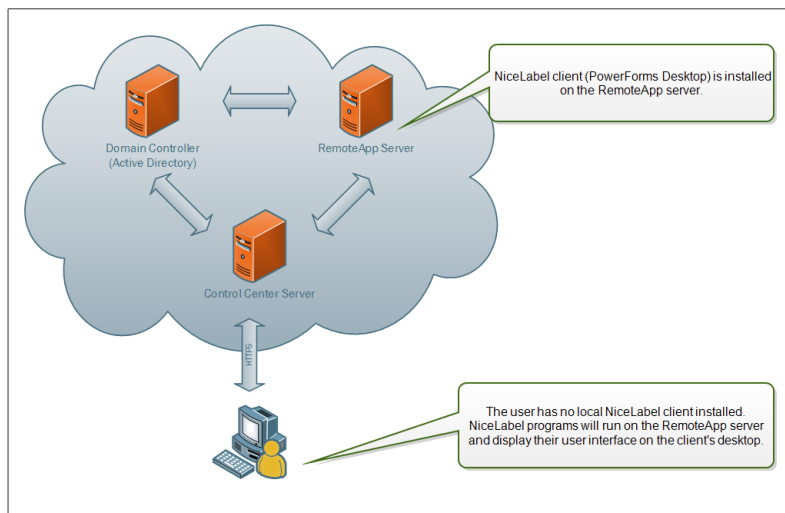 NiceLabel client (PowerForms Desktop) is installed
on the RemoteApp server.
Domain Controller
(Active Directory)
RemoteApp Server
Control Center Server
HTTPS
The user has no local NiceLabel client installed.
NiceLabel programs will run on the RemoteApp server
and display their user interface on the client's desktop.